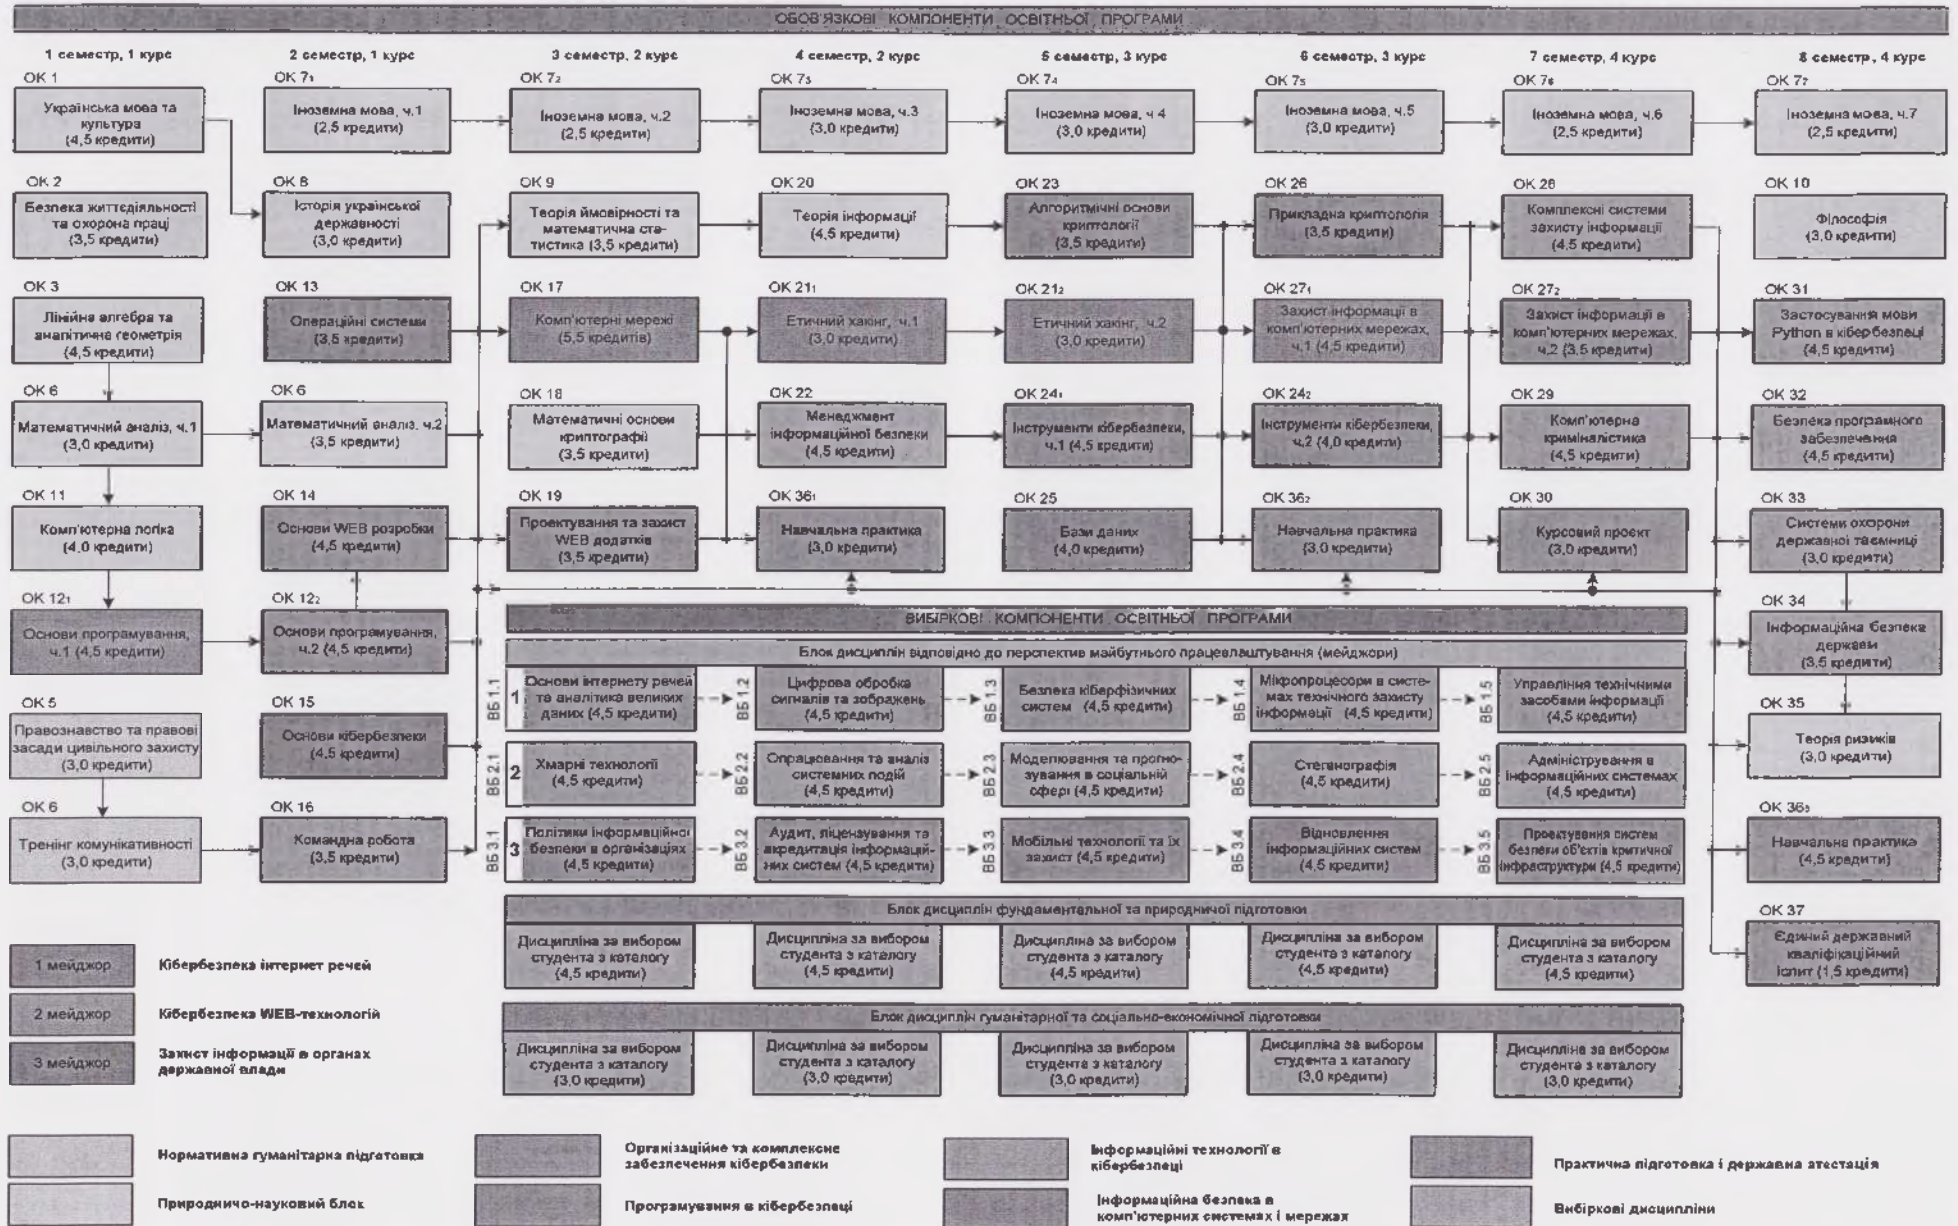 ОБОВ'ЯЗКОВІ КОМПОНЕНТИ ОСВІТНЬОЇ ПРОГРАМИ
1 семестр, 1 курс
2 семестр, 1 курс
3 семестр, 2 курс
4 семестр, 2 курс
5 семестр, 3 курс
6 семестр, 3 курс
7 семестр, 4 курс
8 семестр, 4 курс
ОК 1
Українська мова та
культура
(4,5 кредити)
ОК 7₁
Іноземна мова, ч.1
(2,5 кредити)
ОК 7₂
Іноземна мова, ч.2
(2,5 кредити)
ОК 7₃
Іноземна мова, ч.3
(3,0 кредити)
ОК 7₄
Іноземна мова, ч 4
(3,0 кредити)
ОК 7₅
Іноземна мова, ч.5
(3,0 кредити)
ОК 7₆
Іноземна мова, ч.6
(2,5 кредити)
ОК 7₇
Іноземна мова, ч.7
(2,5 кредити)
ОК 2
Безпека життєдіяльності
та охорона праці
(3,5 кредити)
ОК 8
Історія української
державності
(3,0 кредити)
ОК 9
Теорія ймовірності та
математична ста-
тистика (3,5 кредити)
ОК 20
Теорія інформації
(4,5 кредити)
ОК 23
Алгоритмічні основи
криптології
(3,5 кредити)
ОК 26
Прикладна криптологія
(3,5 кредити)
ОК 28
Комплексні системи
захисту інформації
(4,5 кредити)
ОК 10
Філософія
(3,0 кредити)
ОК 3
Лінійна алгебра та
аналітична геометрія
(4,5 кредити)
ОК 13
Операційні системи
(3,5 кредити)
ОК 17
Комп'ютерні мережі
(5,5 кредитів)
ОК 21₁
Етичний хакінг, ч.1
(3,0 кредити)
ОК 21₂
Етичний хакінг, ч.2
(3,0 кредити)
ОК 27₁
Захист інформації в
комп'ютерних мережах,
ч.1 (4,5 кредити)
ОК 27₂
Захист інформації в
комп'ютерних мережах,
ч.2 (3,5 кредити)
ОК 31
Застосування мови
Python в кібербезпеці
(4,5 кредити)
ОК 6
Математичний аналіз, ч.1
(3,0 кредити)
ОК 6
Математичний аналіз, ч.2
(3,5 кредити)
ОК 18
Математичні основи
криптографії
(3,5 кредити)
ОК 22
Менеджмент
інформаційної безпеки
(4,5 кредити)
ОК 24₁
Інструменти кібербезпеки,
ч.1 (4,5 кредити)
ОК 24₂
Інструменти кібербезпеки,
ч.2 (4,0 кредити)
ОК 29
Комп'ютерна
криміналістика
(4,5 кредити)
ОК 32
Безпека програмного
забезпечення
(4,5 кредити)
ОК 11
Комп'ютерна логіка
(4,0 кредити)
ОК 14
Основи WEB розробки
(4,5 кредити)
ОК 19
Проектування та захист
WEB додатків
(3,5 кредити)
ОК 36₁
Навчальна практика
(3,0 кредити)
ОК 25
Бази даних
(4,0 кредити)
ОК 36₂
Навчальна практика
(3,0 кредити)
ОК 30
Курсовий проєкт
(3,0 кредити)
ОК 33
Системи охорони
державної таємниці
(3,0 кредити)
ОК 12₁
Основи програмування,
ч.1 (4,5 кредити)
ОК 12₂
Основи програмування,
ч.2 (4,5 кредити)
ОК 34
Інформаційна безпека
держави
(3,5 кредити)
ВИБІРКОВІ КОМПОНЕНТИ ОСВІТНЬОЇ ПРОГРАМИ
Блок дисциплін відповідно до перспектив майбутнього працевлаштування (мейджори)
ОК 5
Правознавство та правові
засади цивільного захисту
(3,0 кредити)
ОК 15
Основи кібербезпеки
(4,5 кредити)
ВБ 1.1
1
Основи інтернету речей
та аналітика великих
даних (4,5 кредити)
ВБ 1.2
Цифрова обробка
сигналів та зображень
(4,5 кредити)
ВБ 1.3
Безпека кіберфізичних
систем (4,5 кредити)
ВБ 1.4
Мікропроцесори в систе-
мах технічного захисту
інформації (4,5 кредити)
ВБ 1.5
Управління технічними
засобами інформації
(4,5 кредити)
ОК 35
Теорія ризиків
(3,0 кредити)
ВБ 2.1
2
Хмарні технології
(4,5 кредити)
ВБ 2.2
Опрацювання та аналіз
системних подій
(4,5 кредити)
ВБ 2.3
Моделювання та прогно-
зування в соціальній
сфері (4,5 кредити)
ВБ 2.4
Стеганографія
(4,5 кредити)
ВБ 2.5
Адміністрування в
інформаційних системах
(4,5 кредити)
ОК 6
Тренінг комунікативності
(3,0 кредити)
ОК 16
Командна робота
(3,5 кредити)
ВБ 3.1
3
Політики інформаційної
безпеки в організаціях
(4,5 кредити)
ВБ 3.2
Аудит, ліцензування та
акредитація інформацій-
них систем (4,5 кредити)
ВБ 3.3
Мобільні технології та їх
захист (4,5 кредити)
ВБ 3.4
Відновлення
інформаційних систем
(4,5 кредити)
ВБ 3.5
Проектування систем
безпеки об'єктів критичної
інфраструктури (4,5 кредити)
ОК 36₃
Навчальна практика
(4,5 кредити)
Блок дисциплін фундаментальної та природничої підготовки
Дисципліна за вибором
студента з каталогу
(4,5 кредити)
Дисципліна за вибором
студента з каталогу
(4,5 кредити)
Дисципліна за вибором
студента з каталогу
(4,5 кредити)
Дисципліна за вибором
студента з каталогу
(4,5 кредити)
Дисципліна за вибором
студента з каталогу
(4,5 кредити)
ОК 37
Єдиний державний
кваліфікаційний
іспит (1,5 кредити)
Блок дисциплін гуманітарної та соціально-економічної підготовки
Дисципліна за вибором
студента з каталогу
(3,0 кредити)
Дисципліна за вибором
студента з каталогу
(3,0 кредити)
Дисципліна за вибором
студента з каталогу
(3,0 кредити)
Дисципліна за вибором
студента з каталогу
(3,0 кредити)
Дисципліна за вибором
студента з каталогу
(3,0 кредити)
1 мейджор
Кібербезпека інтернет речей
2 мейджор
Кібербезпека WEB-технологій
3 мейджор
Захист інформації в органах
державної влади
Нормативна гуманітарна підготовка
Організаційне та комплексне
забезпечення кібербезпеки
Інформаційні технології в
кібербезпеці
Практична підготовка і державна атестація
Природничо-науковий блок
Програмування в кібербезпеці
Інформаційна безпека в
комп'ютерних системах і мережах
Вибіркові дисципліни